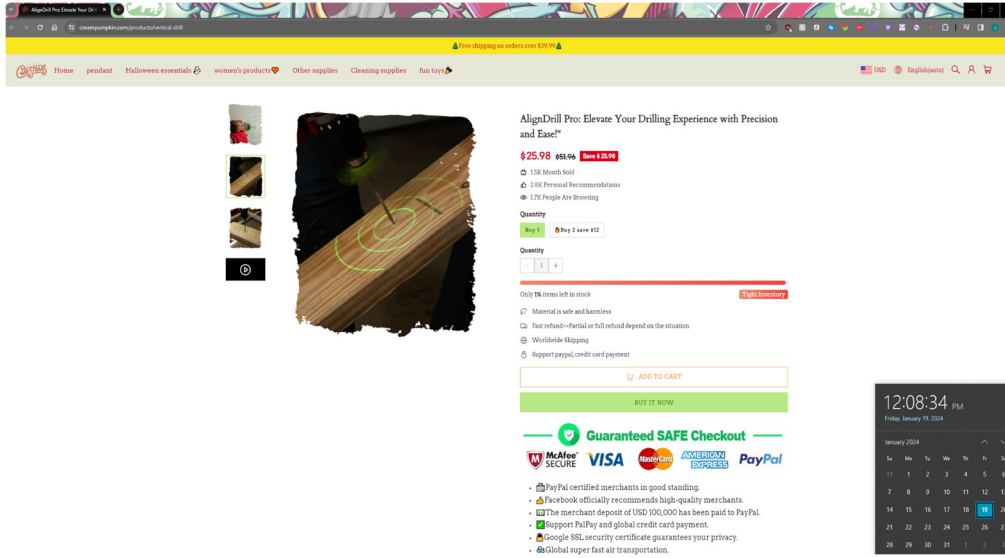 AlignDrill Pro: Elevate Your Dri
creampumpkin.com/products/vertical-drill
🎄Free shipping on orders over $39.99🎄
Home pendant Halloween essentials women's products🧡 Other supplies Cleaning supplies fun toys
USD English(auto)
AlignDrill Pro: Elevate Your Drilling Experience with Precision
and Ease!"
$25.98 $51.96 Save $25.98
1.5K Month Sold
2.8K Personal Recommendations
1.7K People Are Browsing
Quantity
Buy 1 🔥Buy 2 save $12
Quantity
- 1 +
Only 1% items left in stock Tight Inventory
Material is safe and harmless
Fast refund>>Partial or full refund depend on the situation
Worldwide Shipping
Support paypal, credit card payment
ADD TO CART
BUY IT NOW
Guaranteed SAFE Checkout
McAfee SECURE VISA MasterCard AMERICAN EXPRESS PayPal
• PayPal certified merchants in good standing.
• 👍Facebook officially recommends high-quality merchants.
• The merchant deposit of USD 100,000 has been paid to PayPal.
• ✅Support PalPay and global credit card payment.
• 🔒Google SSL security certificate guarantees your privacy.
• Global super fast air transportation.
12:08:34 PM
Friday, January 19, 2024
January 2024
Su Mo Tu We Th Fr Sa
31 1 2 3 4 5 6
7 8 9 10 11 12 13
14 15 16 17 18 19 20
21 22 23 24 25 26 27
28 29 30 31 1 2